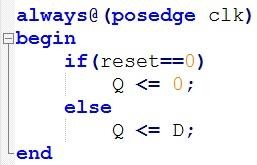 always@(posedge clk)
begin
    if(reset==0)
        Q <= 0;
    else
        Q <= D;
end